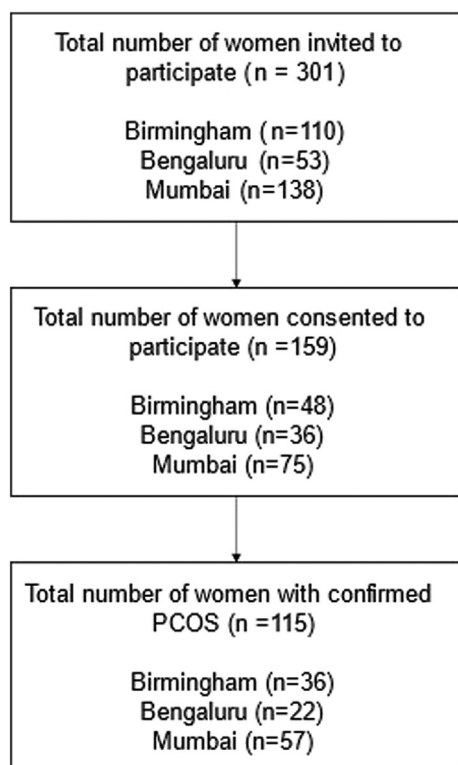 Total number of women invited to
participate (n = 301)
Birmingham (n=110)
Bengaluru (n=53)
Mumbai (n=138)
Total number of women consented to
participate (n =159)
Birmingham (n=48)
Bengaluru (n=36)
Mumbai (n=75)
Total number of women with confirmed
PCOS (n =115)
Birmingham (n=36)
Bengaluru (n=22)
Mumbai (n=57)